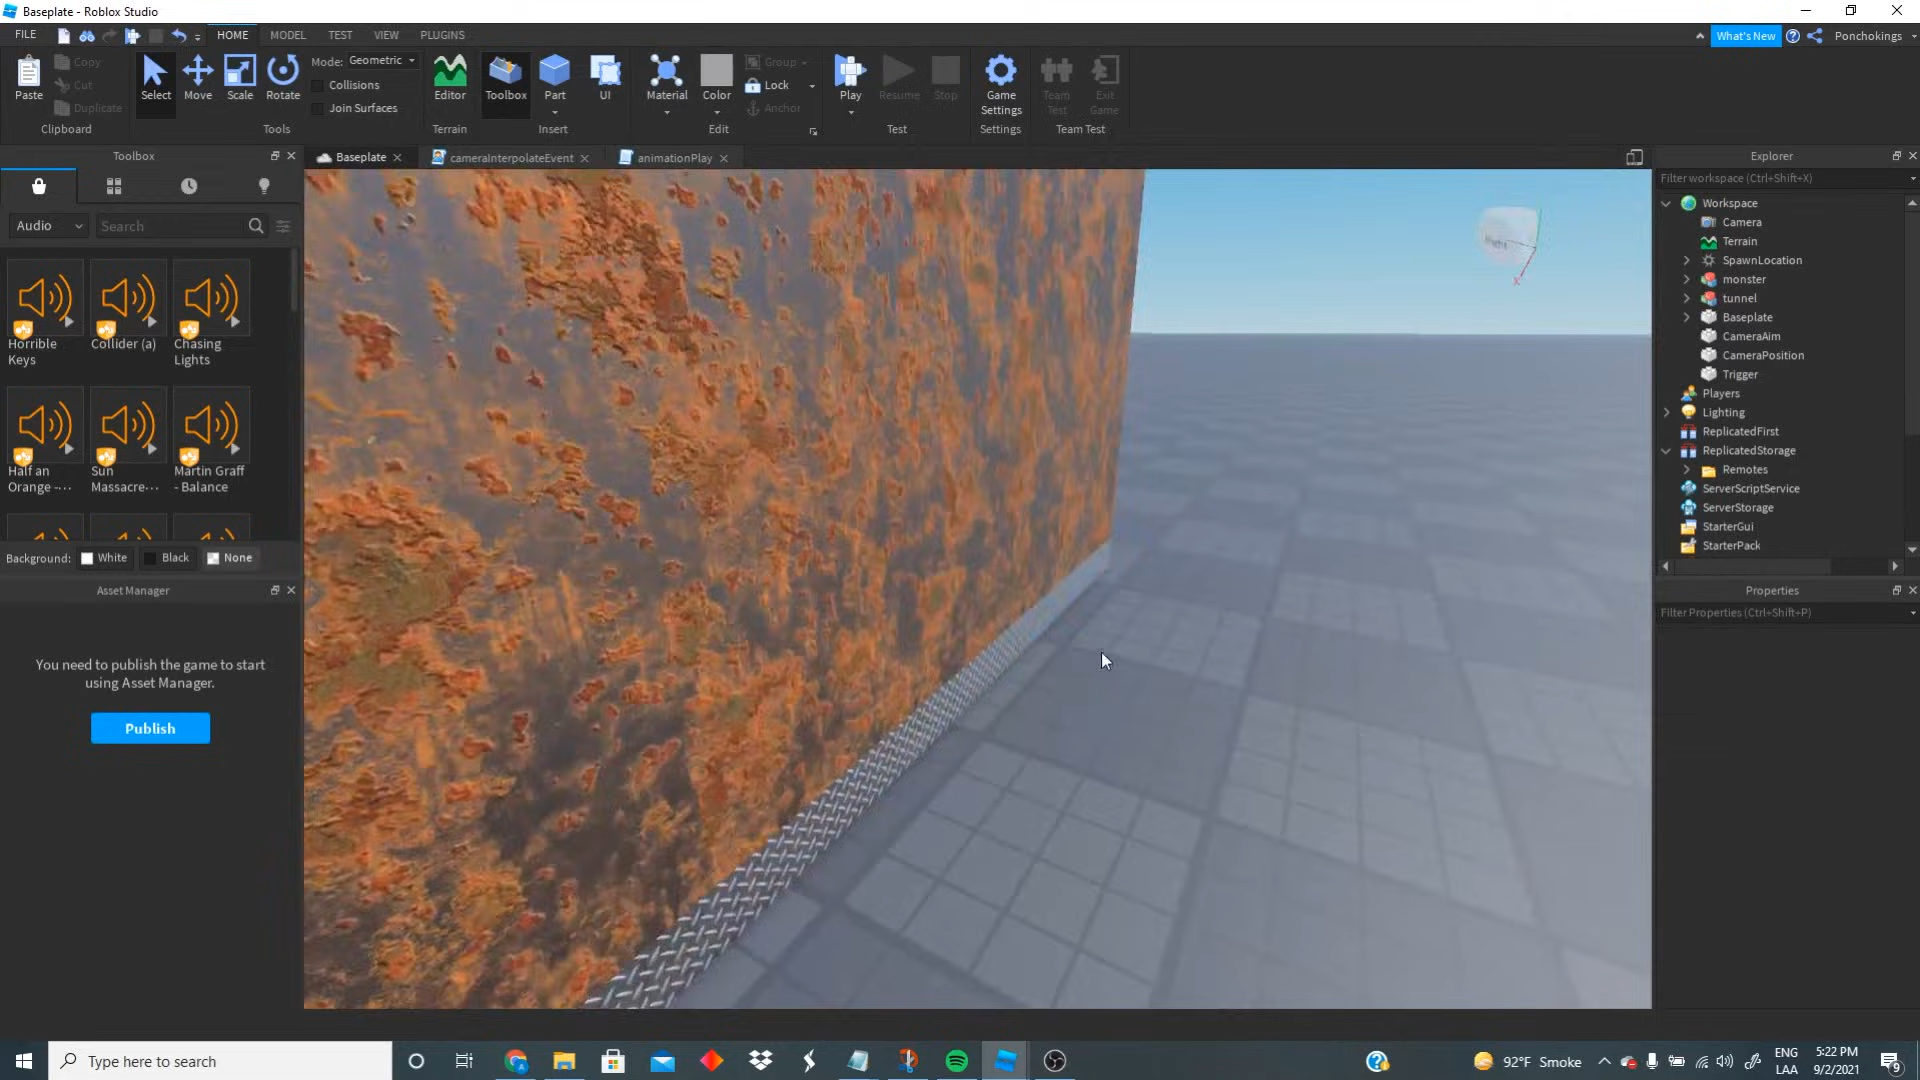 Baseplate - Roblox Studio
FILE
HOME
MODEL
TEST
VIEW
PLUGINS
What's New
Ponchokings
Paste
Copy
Cut
Duplicate
Clipboard
Select
Move
Scale
Rotate
Mode: Geometric
Collisions
Join Surfaces
Tools
Editor
Terrain
Toolbox
Part
UI
Insert
Material
Color
Group
Lock
Anchor
Edit
Play
Resume
Stop
Test
Game Settings
Settings
Team Test
Exit Game
Team Test
Toolbox
Audio
Search
Horrible Keys
Collider (a)
Chasing Lights
Half an Orange -...
Sun Massacre...
Martin Graff - Balance
Background: White Black None
Asset Manager
You need to publish the game to start
using Asset Manager.
Publish
Baseplate
cameraInterpolateEvent
animationPlay
X
Explorer
Filter workspace (Ctrl+Shift+X)
Workspace
Camera
Terrain
SpawnLocation
monster
tunnel
Baseplate
CameraAim
CameraPosition
Trigger
Players
Lighting
ReplicatedFirst
ReplicatedStorage
Remotes
ServerScriptService
ServerStorage
StarterGui
StarterPack
Properties
Filter Properties (Ctrl+Shift+P)
Type here to search
92°F Smoke
ENG
LAA
5:22 PM
9/2/2021
9